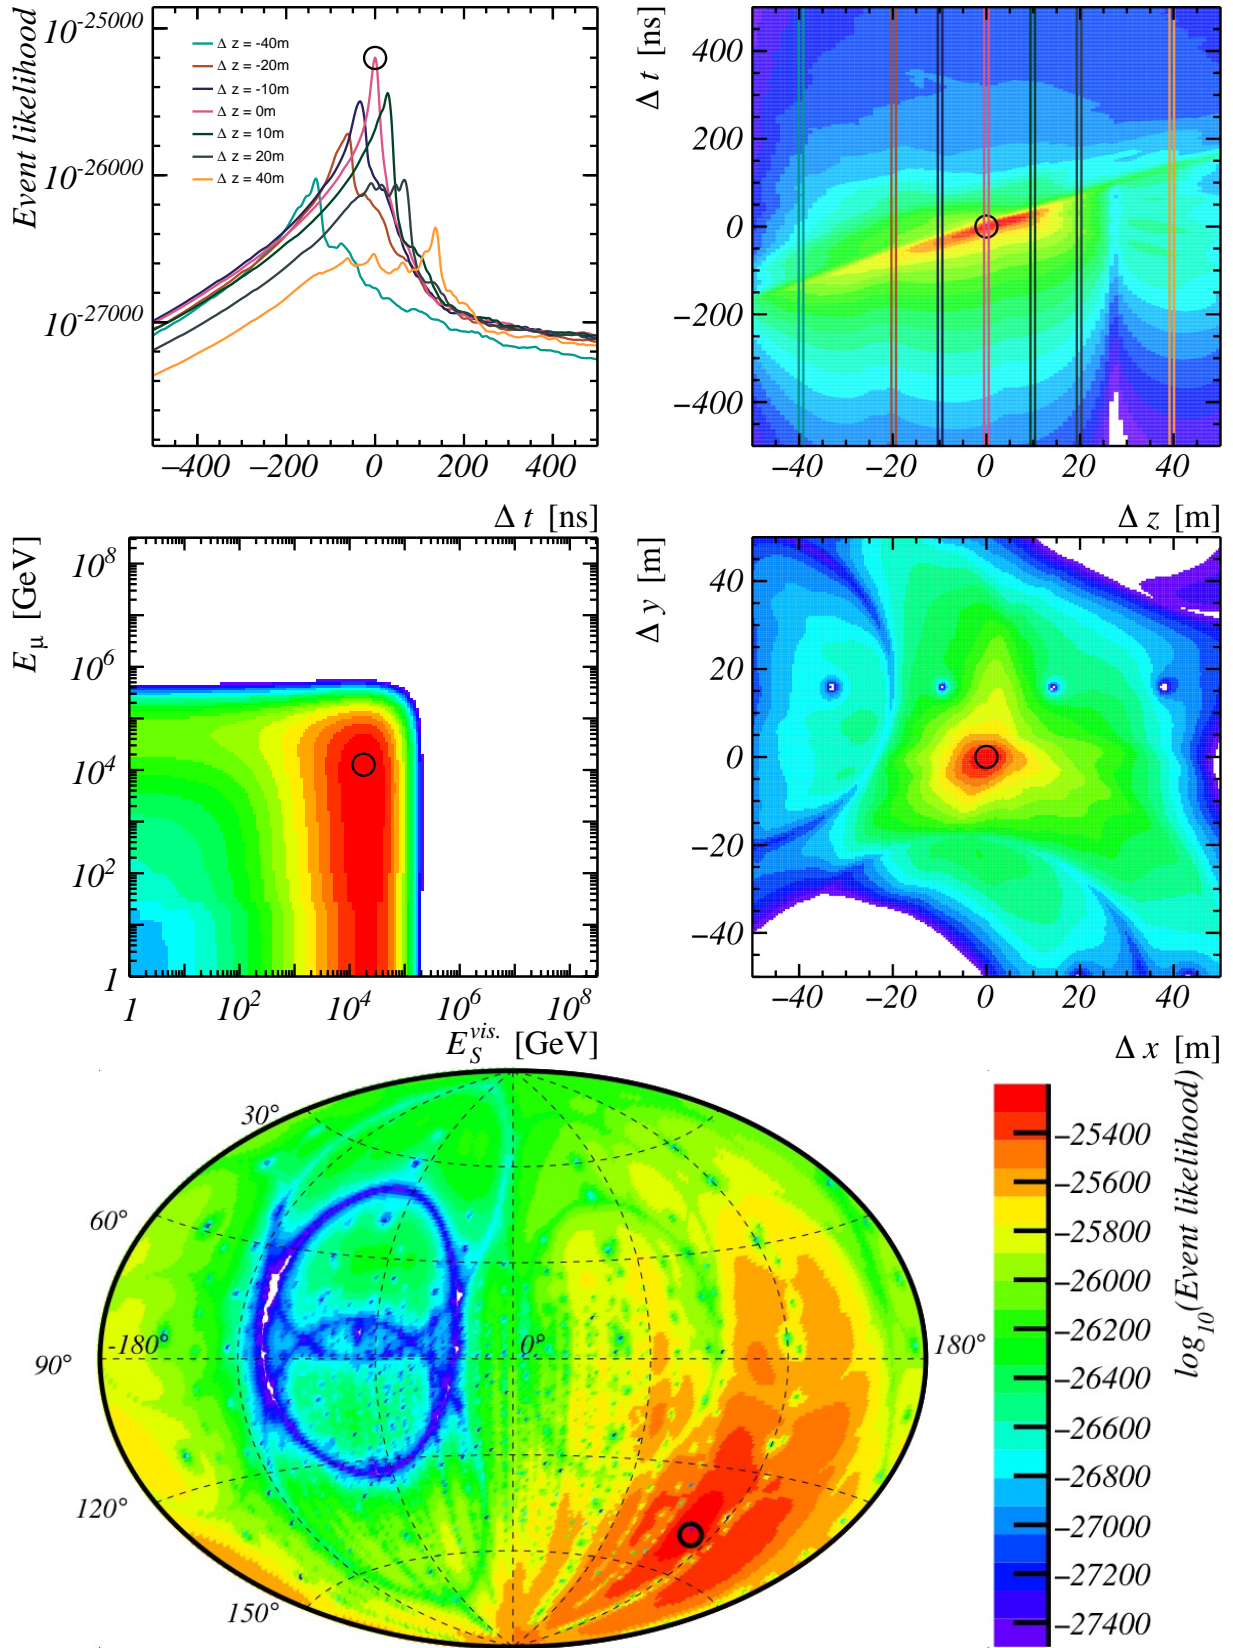 Event likelihood
10^-25000
10^-26000
10^-27000
Δ z = -40m
Δ z = -20m
Δ z = -10m
Δ z = 0m
Δ z = 10m
Δ z = 20m
Δ z = 40m
−400 −200 0 200 400
Δ t [ns]
Δ t [ns]
400
200
0
−200
−400
−40 −20 0 20 40
Δ z [m]
E_μ [GeV]
10^8
10^6
10^4
10^2
1
1 10^2 10^4 10^6 10^8
E_S^vis. [GeV]
Δ y [m]
40
20
0
−20
−40
−40 −20 0 20 40
Δ x [m]
30°
60°
90°
120°
150°
-180° 0° 180°
−25400
−25600
−25800
−26000
−26200
−26400
−26600
−26800
−27000
−27200
−27400
log_10(Event likelihood)